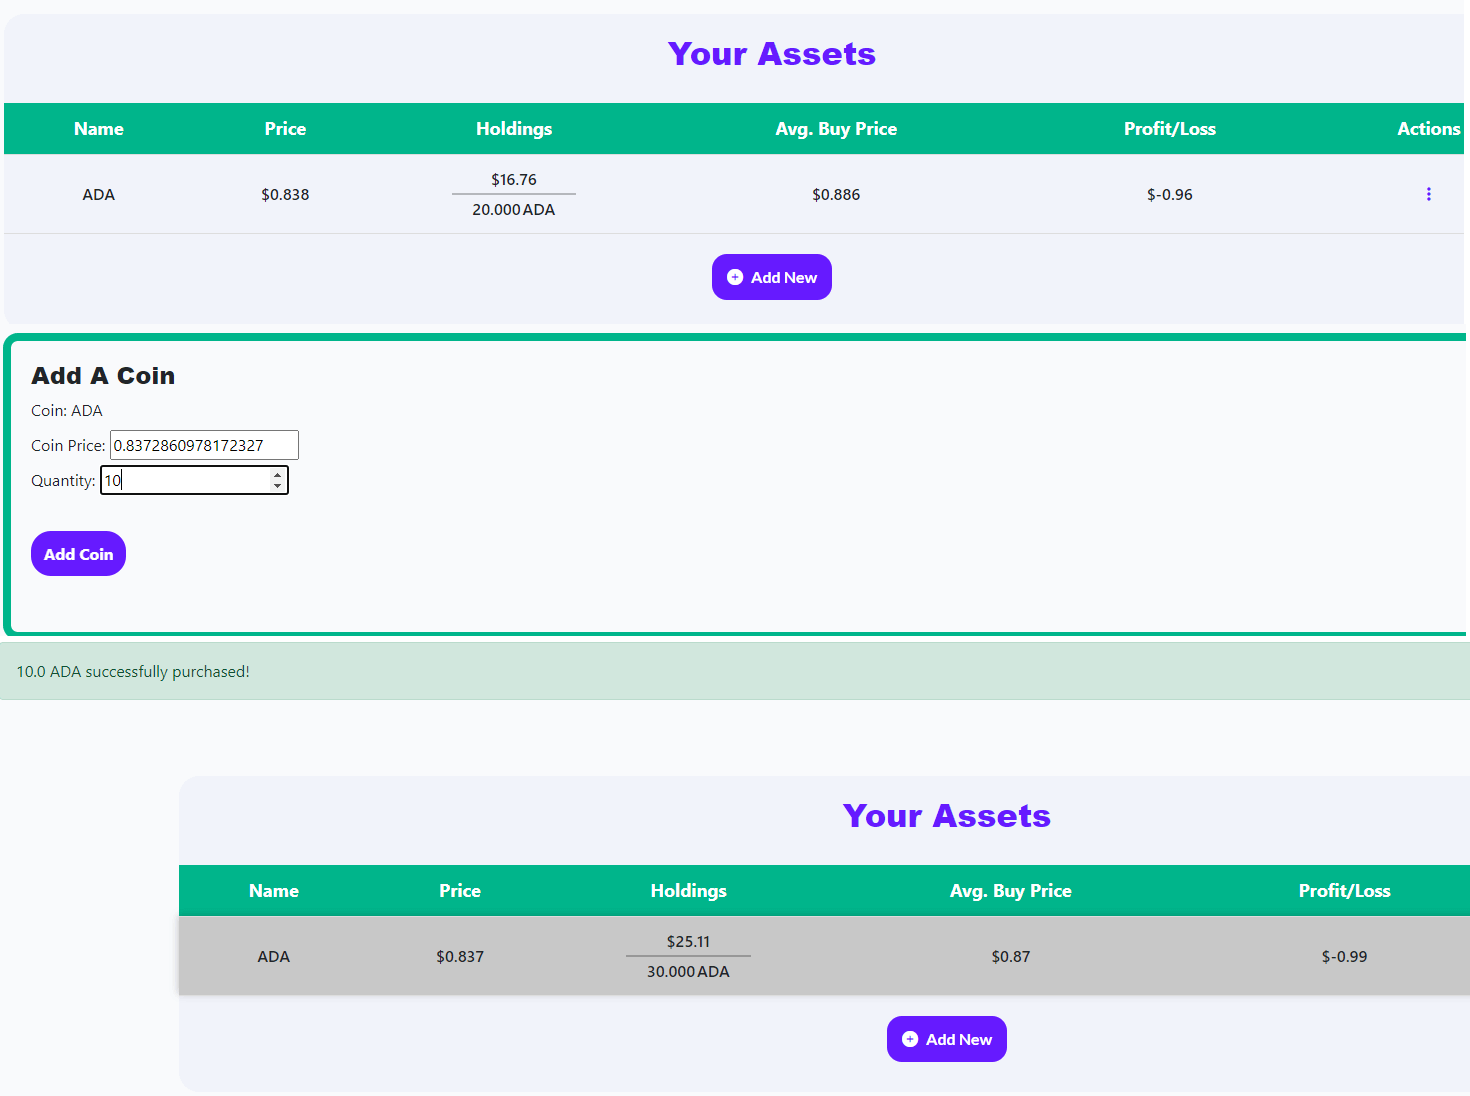 Your Assets
Name Price Holdings Avg. Buy Price Profit/Loss Actions
$16.76
ADA $0.838 $0.886 $-0.96
20.000 ADA
Add New
Add A Coin
Coin: ADA
Coin Price: 0.8372860978172327
Quantity: 10
Add Coin
10.0 ADA successfully purchased!
Your Assets
Name Price Holdings Avg. Buy Price Profit/Loss
$25.11
ADA $0.837 $0.87 $-0.99
30.000 ADA
Add New